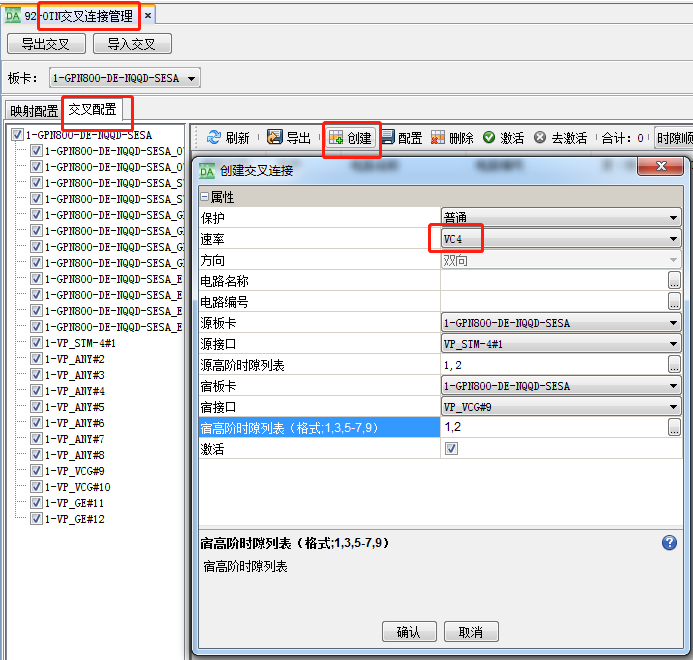 DA 92-OTN交叉连接管理 ×
导出交叉 导入交叉
板卡: 1-GPN800-DE-NQQD-SESA
映射配置 交叉配置
1-GPN800-DE-NQQD-SESA
1-GPN800-DE-NQQD-SESA_O
1-GPN800-DE-NQQD-SESA_O
1-GPN800-DE-NQQD-SESA_S
1-GPN800-DE-NQQD-SESA_S
1-GPN800-DE-NQQD-SESA_G
1-GPN800-DE-NQQD-SESA_G
1-GPN800-DE-NQQD-SESA_G
1-GPN800-DE-NQQD-SESA_G
1-GPN800-DE-NQQD-SESA_E
1-GPN800-DE-NQQD-SESA_E
1-GPN800-DE-NQQD-SESA_E
1-GPN800-DE-NQQD-SESA_E
1-VP_STM-4#1
1-VP_ANY#2
1-VP_ANY#3
1-VP_ANY#4
1-VP_ANY#5
1-VP_ANY#6
1-VP_ANY#7
1-VP_ANY#8
1-VP_VCG#9
1-VP_VCG#10
1-VP_GE#11
1-VP_GE#12
刷新 导出 创建 配置 删除 激活 去激活 合计: 0 时隙顺
DA 创建交叉连接
属性
保护 普通
速率 VC4
方向 双向
电路名称 ...
电路编号 ...
源板卡 1-GPN800-DE-NQQD-SESA
源接口 VP_STM-4#1
源高阶时隙列表 1,2 ...
宿板卡 1-GPN800-DE-NQQD-SESA
宿接口 VP_VCG#9
宿高阶时隙列表（格式;1,3,5-7,9） 1,2 ...
激活
宿高阶时隙列表（格式;1,3,5-7,9）
宿高阶时隙列表
确认 取消